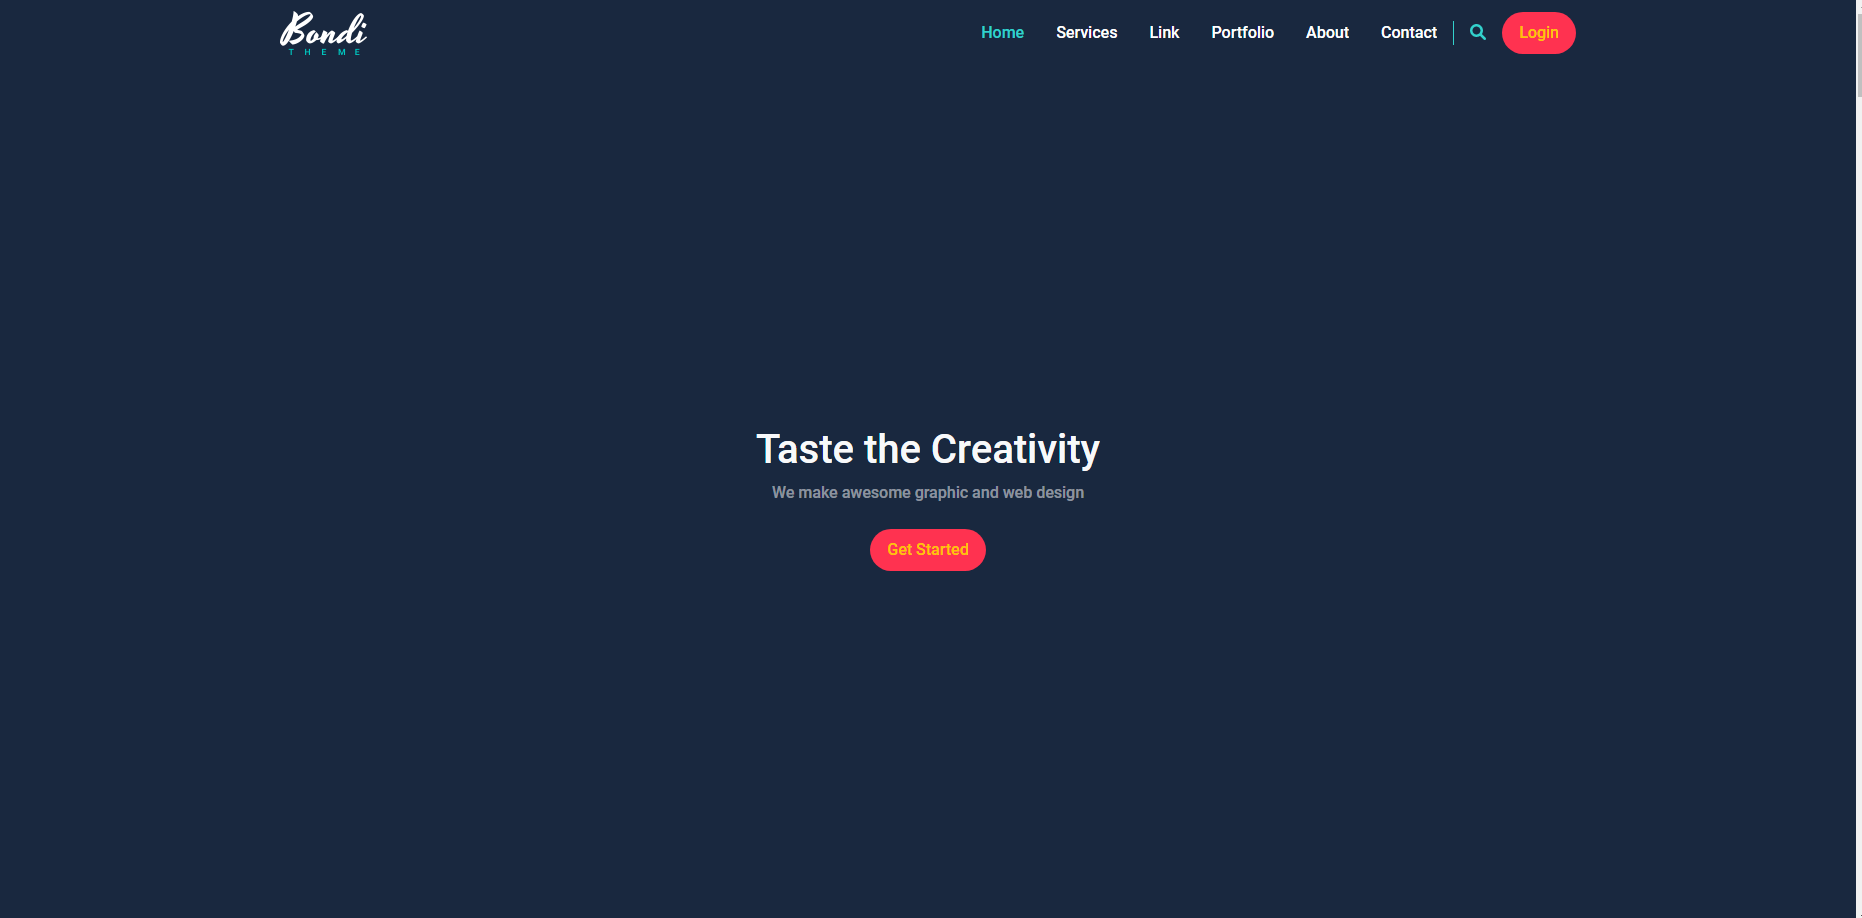 Bondi
THEME
Home Services Link Portfolio About Contact Login
Taste the Creativity
We make awesome graphic and web design
Get Started